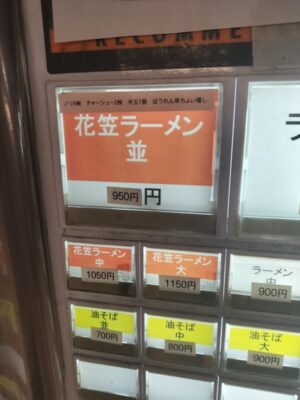 RECOMME
ノリ5枚 チャーシュー2枚 半玉1個 ほうれん草ちょい増し
花笠ラーメン
並
950円 円
ラ
花笠ラーメン
中
1050円
花笠ラーメン
大
1150円
ラーメン
中
900円
油そば
並
700円
油そば
中
800円
油そば
大
900円